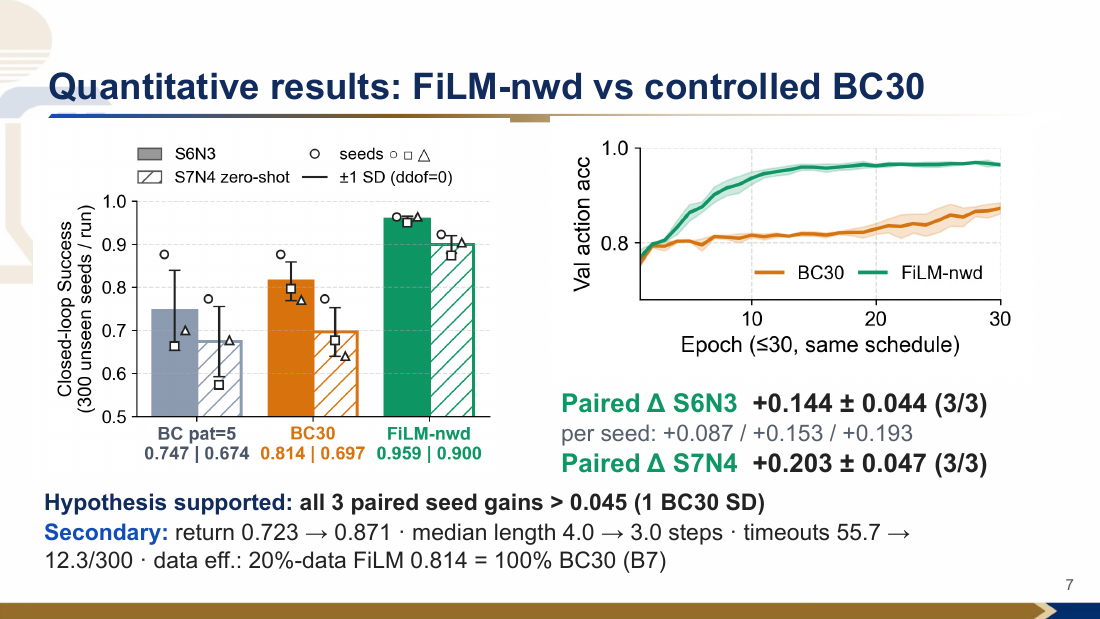 Quantitative results: FiLM-nwd vs controlled BC30
S6N3
seeds ○ □ △
S7N4 zero-shot
±1 SD (ddof=0)
Closed-loop Success
(300 unseen seeds / run)
1.0
0.9
0.8
0.7
0.6
0.5
BC pat=5
0.747 | 0.674
BC30
0.814 | 0.697
FiLM-nwd
0.959 | 0.900
Val action acc
1.0
0.8
BC30
FiLM-nwd
10
20
30
Epoch (≤30, same schedule)
Paired Δ S6N3 +0.144 ± 0.044 (3/3)
per seed: +0.087 / +0.153 / +0.193
Paired Δ S7N4 +0.203 ± 0.047 (3/3)
Hypothesis supported: all 3 paired seed gains > 0.045 (1 BC30 SD)
Secondary: return 0.723 → 0.871 · median length 4.0 → 3.0 steps · timeouts 55.7 →
12.3/300 · data eff.: 20%-data FiLM 0.814 = 100% BC30 (B7)
7